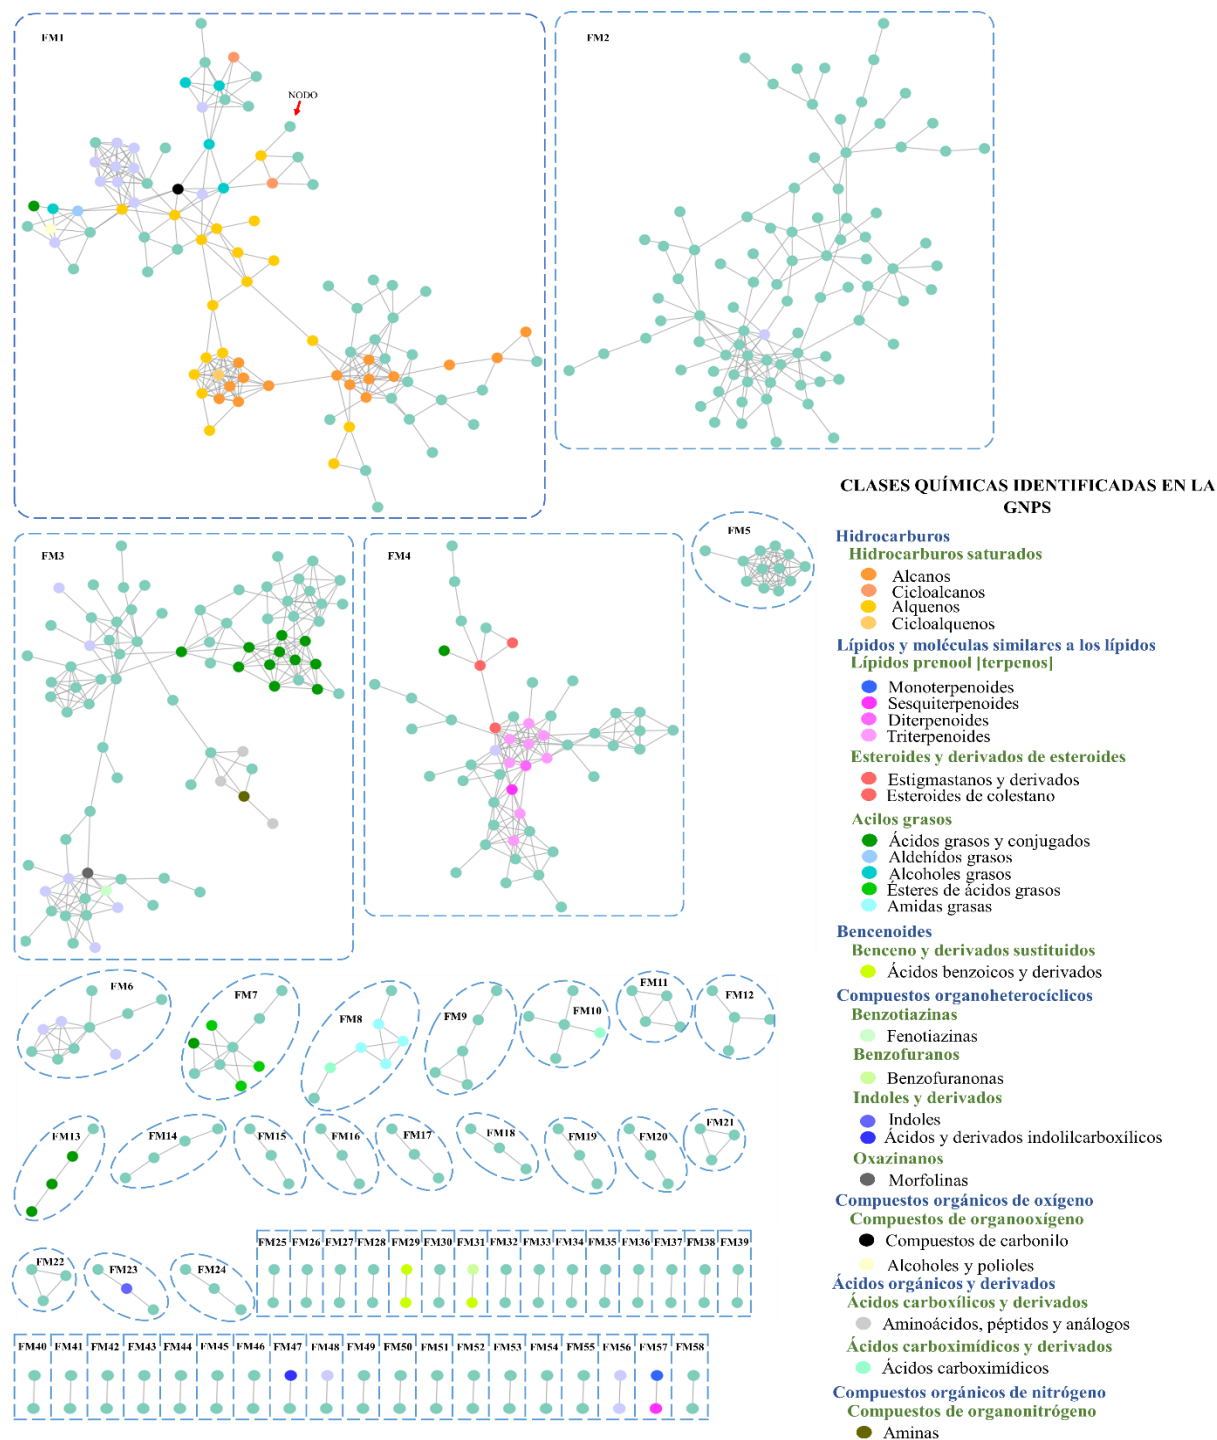 FM1
NODO
FM2
CLASES QUÍMICAS IDENTIFICADAS EN LA
GNPS
Hidrocarburos
Hidrocarburos saturados
Alcanos
Cicloalcanos
Alquenos
Cicloalquenos
Lípidos y moléculas similares a los lípidos
Lípidos prenool [terpenos]
Monoterpenoides
Sesquiterpenoides
Diterpenoides
Triterpenoides
Esteroides y derivados de esteroides
Estigmastanos y derivados
Esteroides de colestano
Acilos grasos
Ácidos grasos y conjugados
Aldehídos grasos
Alcoholes grasos
Ésteres de ácidos grasos
Amidas grasas
Bencenoides
Benceno y derivados sustituidos
Ácidos benzoicos y derivados
Compuestos organoheterocíclicos
Benzotiazinas
Fenotiazinas
Benzofuranos
Benzofuranonas
Indoles y derivados
Indoles
Ácidos y derivados indolilcarboxílicos
Oxazinanos
Morfolinas
Compuestos orgánicos de oxígeno
Compuestos de organooxígeno
Compuestos de carbonilo
Alcoholes y polioles
Ácidos orgánicos y derivados
Ácidos carboxílicos y derivados
Aminoácidos, péptidos y análogos
Ácidos carboximídicos y derivados
Ácidos carboximídicos
Compuestos orgánicos de nitrógeno
Compuestos de organonitrógeno
Aminas
FM3
FM4
FM5
FM6
FM7
FM8
FM9
FM10
FM11
FM12
FM13
FM14
FM15
FM16
FM17
FM18
FM19
FM20
FM21
FM22
FM23
FM24
FM25 FM26 FM27 FM28 FM29 FM30 FM31 FM32 FM33 FM34 FM35 FM36 FM37 FM38 FM39
FM40 FM41 FM42 FM43 FM44 FM45 FM46 FM47 FM48 FM49 FM50 FM51 FM52 FM53 FM54 FM55 FM56 FM57 FM58